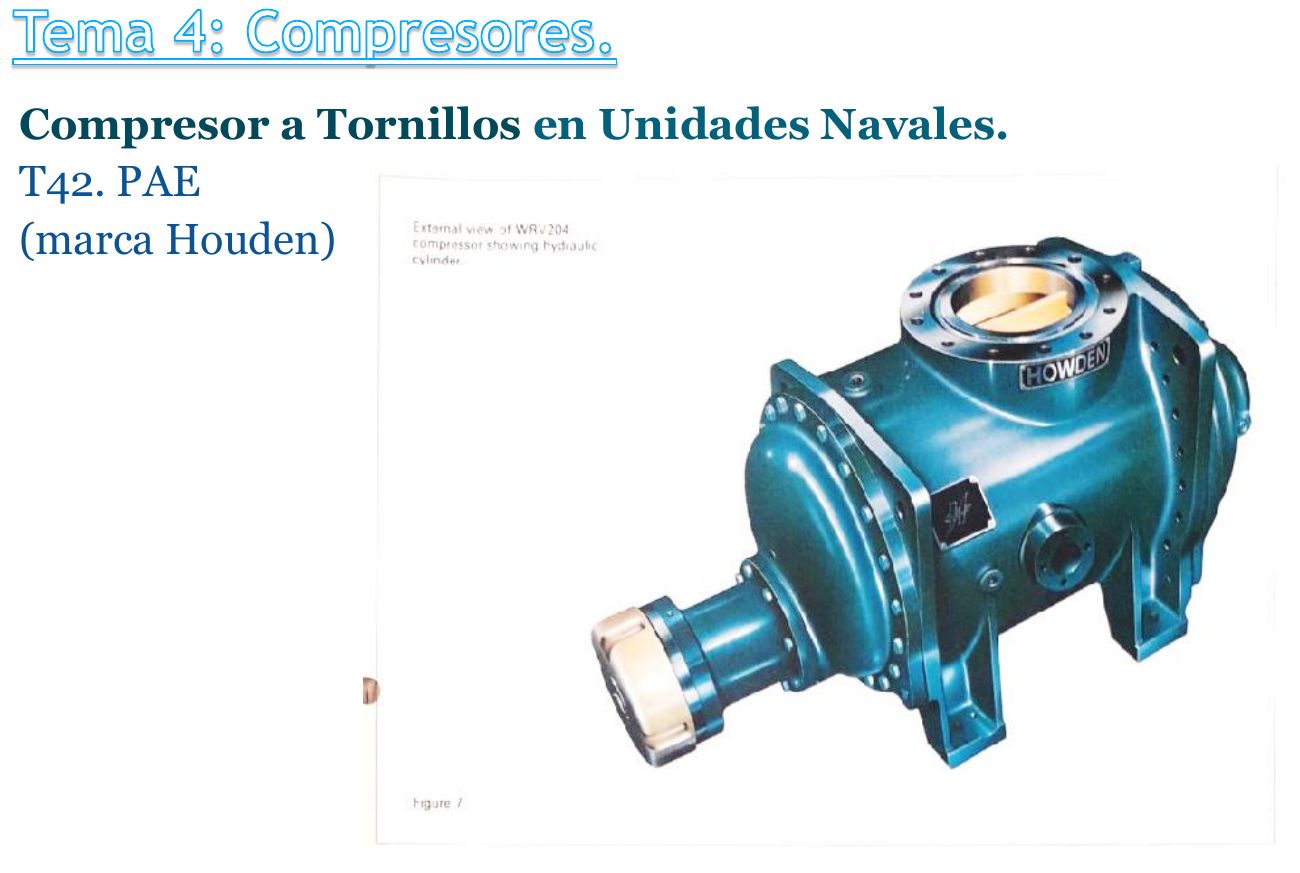 Tema 4: Compresores.
Compresor a Tornillos en Unidades Navales.
T42. PAE
(marca Houden)
External view of WRV204
compressor showing hydraulic
cylinder.
HOWDEN
Figure 7